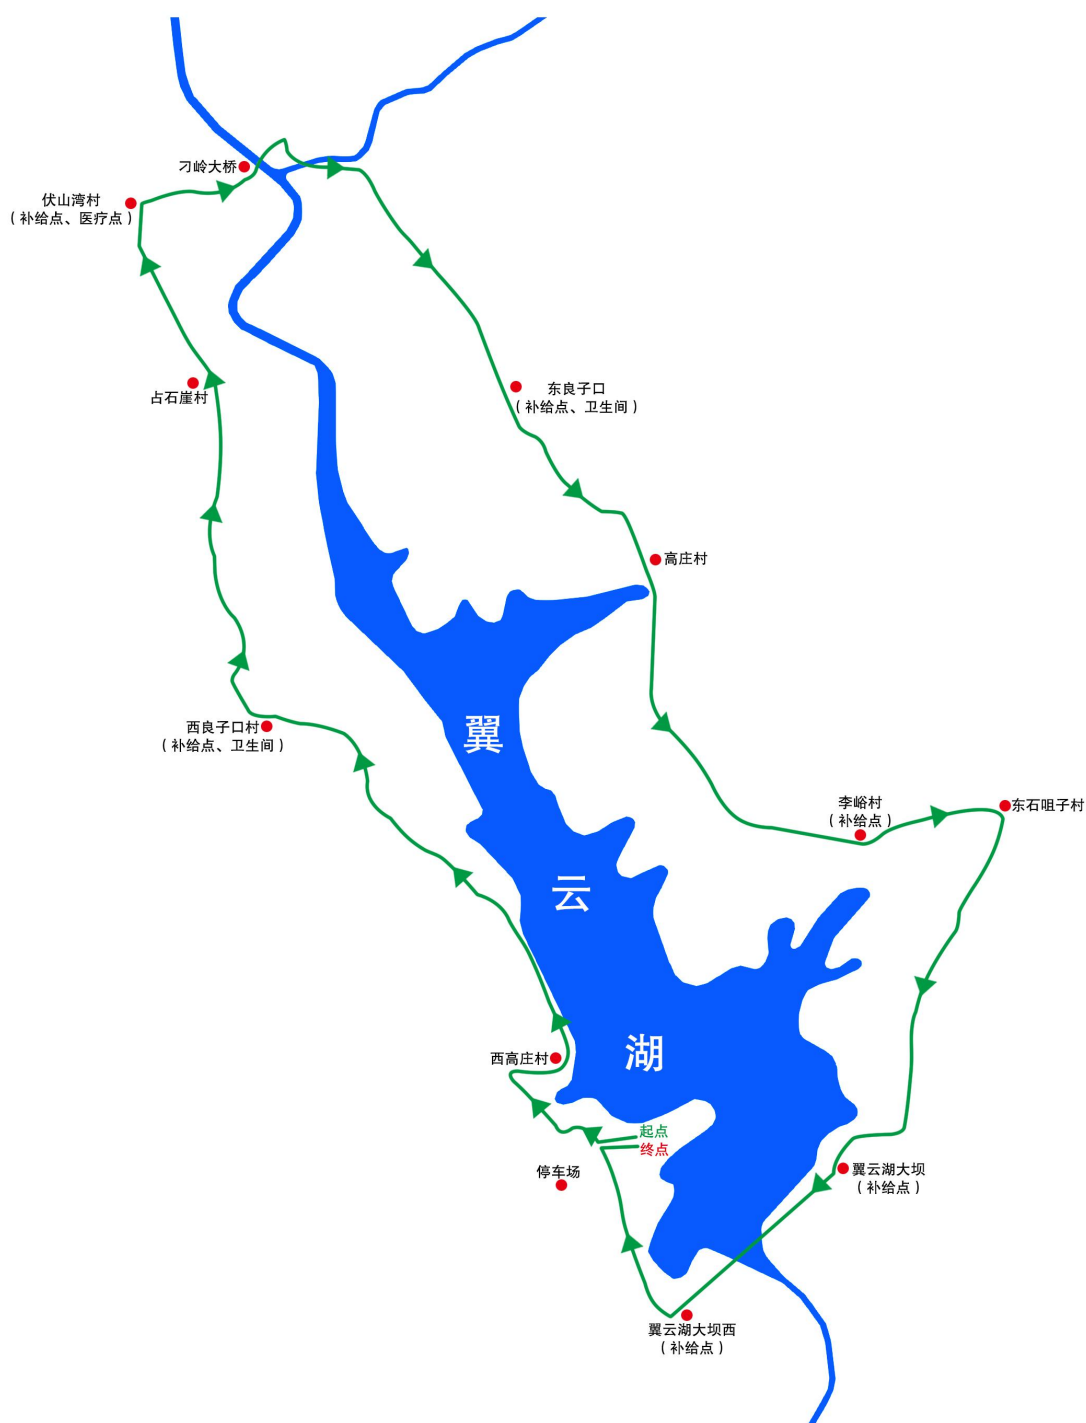 刁岭大桥
伏山湾村
（补给点、医疗点）
占石崖村
东良子口
（补给点、卫生间）
高庄村
西良子口村
（补给点、卫生间）
翼
云
湖
李峪村
（补给点）
东石咀子村
西高庄村
起点
终点
停车场
翼云湖大坝
（补给点）
翼云湖大坝西
（补给点）